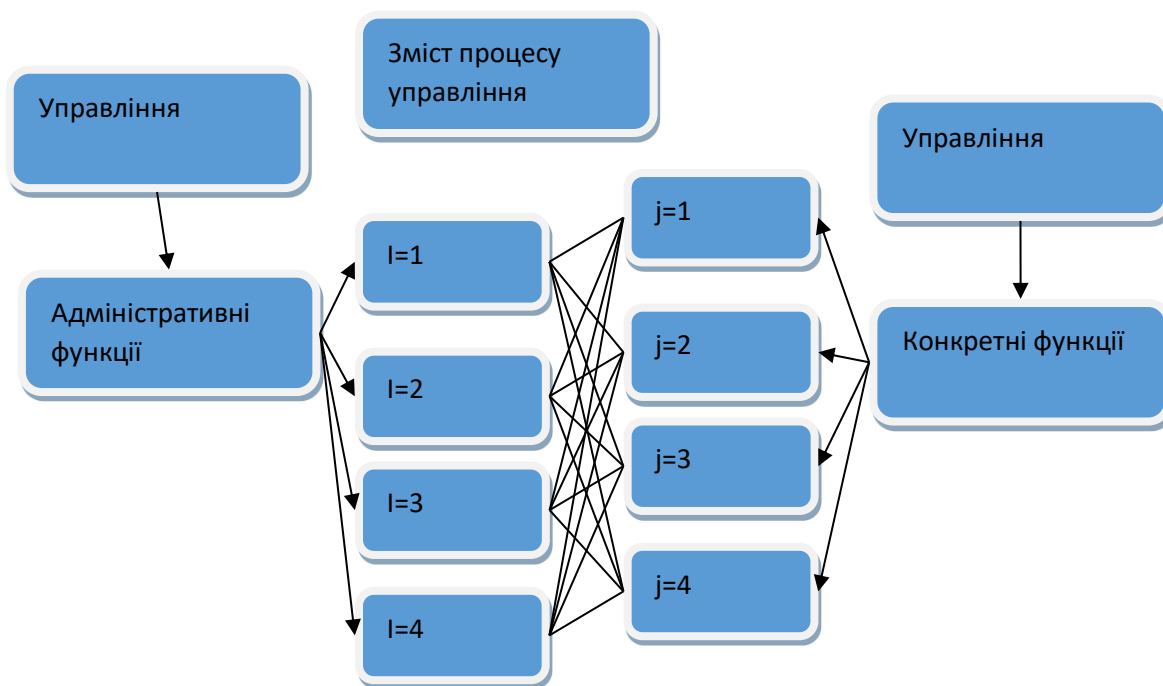 Зміст процесу
управління
Управління
Управління
Адміністративні
функції
Конкретні функції
I=1
I=2
I=3
I=4
j=1
j=2
j=3
j=4